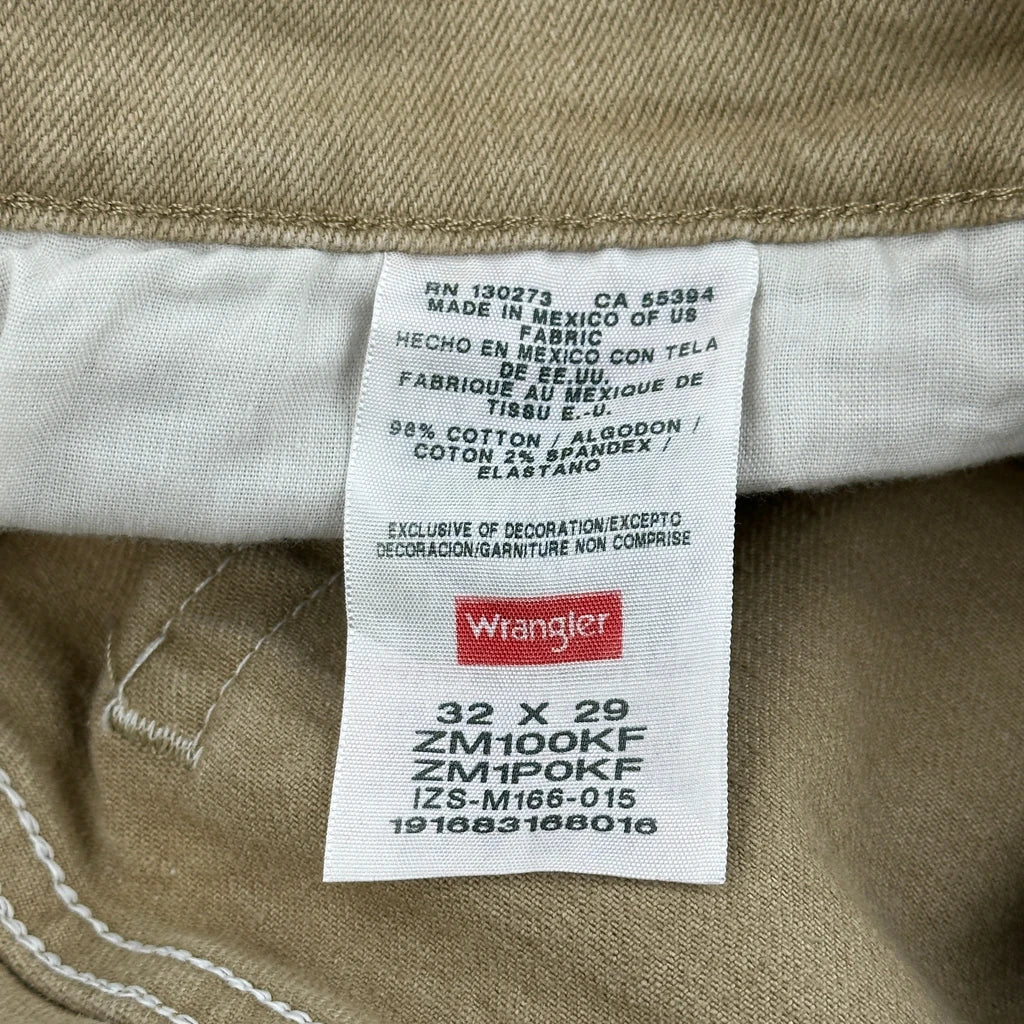 RN 130273 CA 55394
MADE IN MEXICO OF US
FABRIC
HECHO EN MEXICO CON TELA
DE EE.UU.
FABRIQUE AU MEXIQUE DE
TISSU E.-U.
98% COTTON / ALGODON /
COTON 2% SPANDEX /
ELASTANO
EXCLUSIVE OF DECORATION/EXCEPTO
DECORACION/GARNITURE NON COMPRISE
Wrangler
32 X 29
ZM100KF
ZM1P0KF
IZS-M166-015
191683168016